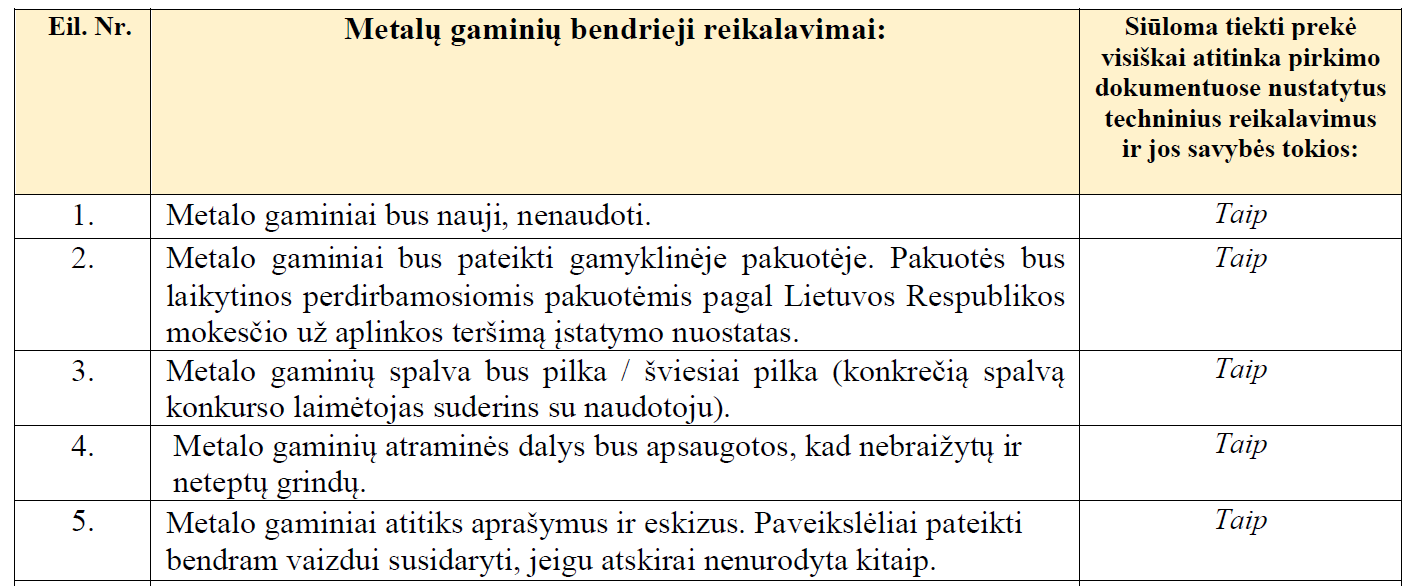 Eil. Nr.
Metalų gaminių bendrieji reikalavimai:
Siūloma tiekti prekė
visiškai atitinka pirkimo
dokumentuose nustatytus
techninius reikalavimus
ir jos savybės tokios:
1.
Metalo gaminiai bus nauji, nenaudoti.
Taip
2.
Metalo gaminiai bus pateikti gamyklinėje pakuotėje. Pakuotės bus
laikytinos perdirbamosiomis pakuotėmis pagal Lietuvos Respublikos
mokesčio už aplinkos teršimą įstatymo nuostatas.
Taip
3.
Metalo gaminių spalva bus pilka / šviesiai pilka (konkrečią spalvą
konkurso laimėtojas suderins su naudotoju).
Taip
4.
Metalo gaminių atraminės dalys bus apsaugotos, kad nebraižytų ir
neteptų grindų.
Taip
5.
Metalo gaminiai atitiks aprašymus ir eskizus. Paveikslėliai pateikti
bendram vaizdui susidaryti, jeigu atskirai nenurodyta kitaip.
Taip